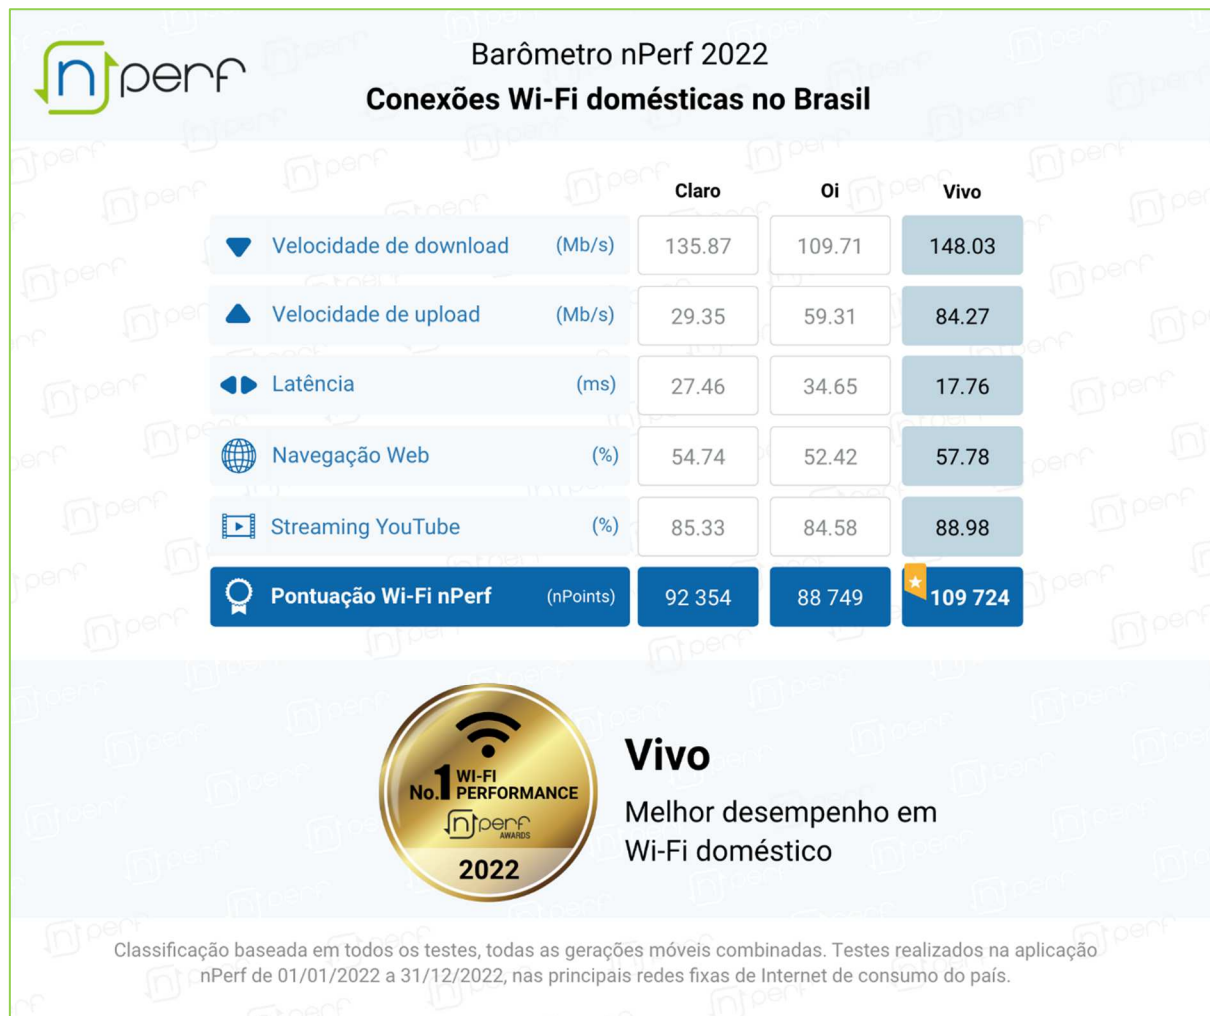 nperf
Barômetro nPerf 2022
Conexões Wi-Fi domésticas no Brasil
Claro Oi Vivo
Velocidade de download (Mb/s) 135.87 109.71 148.03
Velocidade de upload (Mb/s) 29.35 59.31 84.27
Latência (ms) 27.46 34.65 17.76
Navegação Web (%) 54.74 52.42 57.78
Streaming YouTube (%) 85.33 84.58 88.98
Pontuação Wi-Fi nPerf (nPoints) 92 354 88 749 109 724
No.1 WI-FI PERFORMANCE
nperf
AWARDS
2022
Vivo
Melhor desempenho em
Wi-Fi doméstico
Classificação baseada em todos os testes, todas as gerações móveis combinadas. Testes realizados na aplicação
nPerf de 01/01/2022 a 31/12/2022, nas principais redes fixas de Internet de consumo do país.